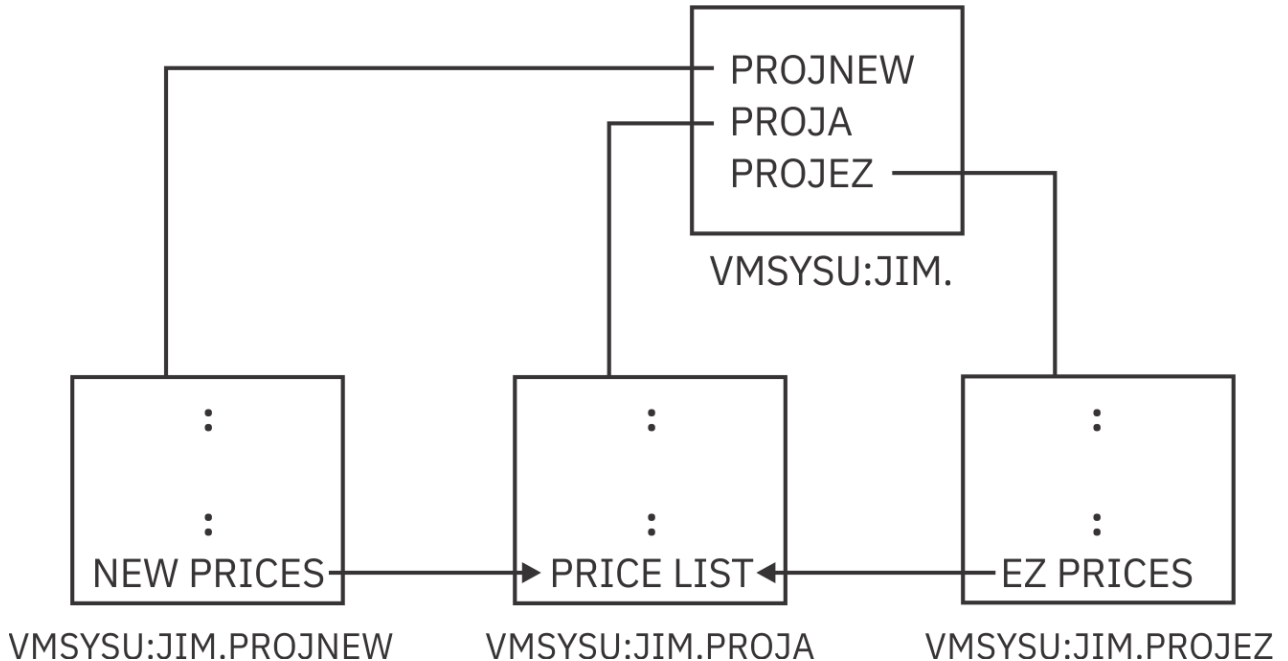 PROJNEW
PROJA
PROJEZ
VMSYSU:JIM.
:
:
NEW PRICES
VMSYSU:JIM.PROJNEW
:
:
PRICE LIST
VMSYSU:JIM.PROJA
:
:
EZ PRICES
VMSYSU:JIM.PROJEZ